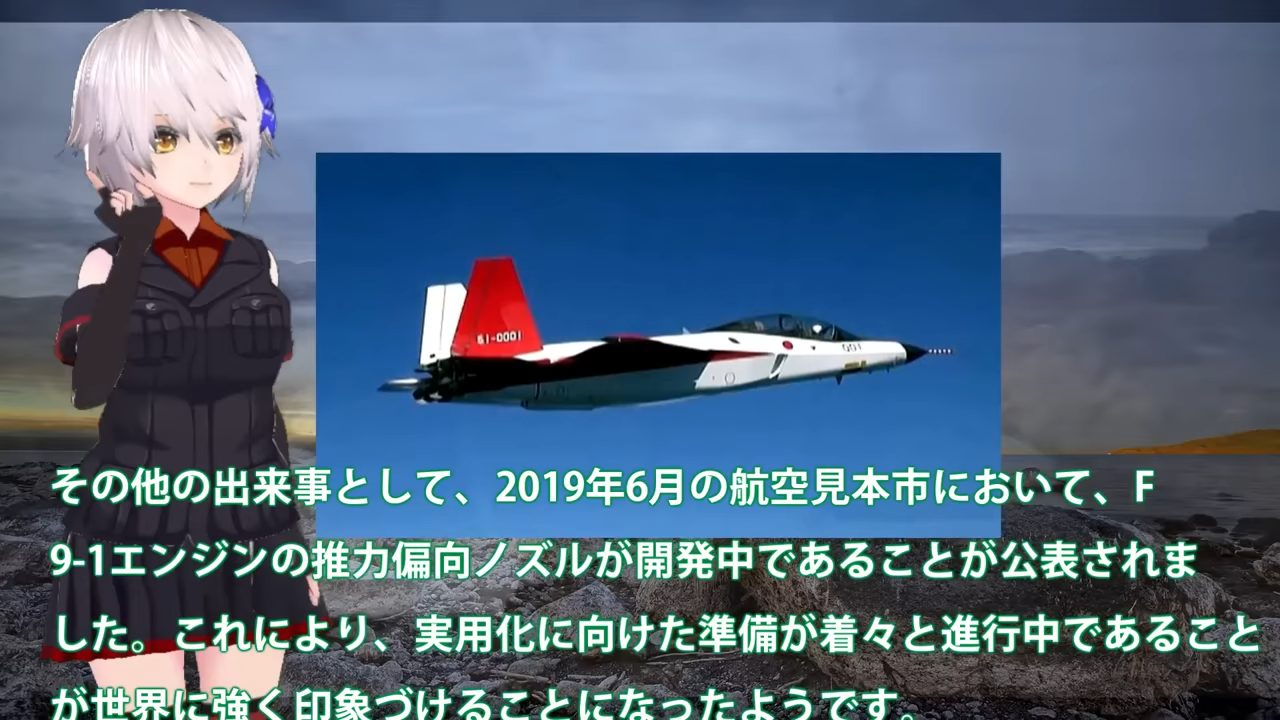 51-0001
001
その他の出来事として、2019年6月の航空見本市において、F
9-1エンジンの推力偏向ノズルが開発中であることが公表されま
した。これにより、実用化に向けた準備が着々と進行中であること
が世界に強く印象づけることになったようです。